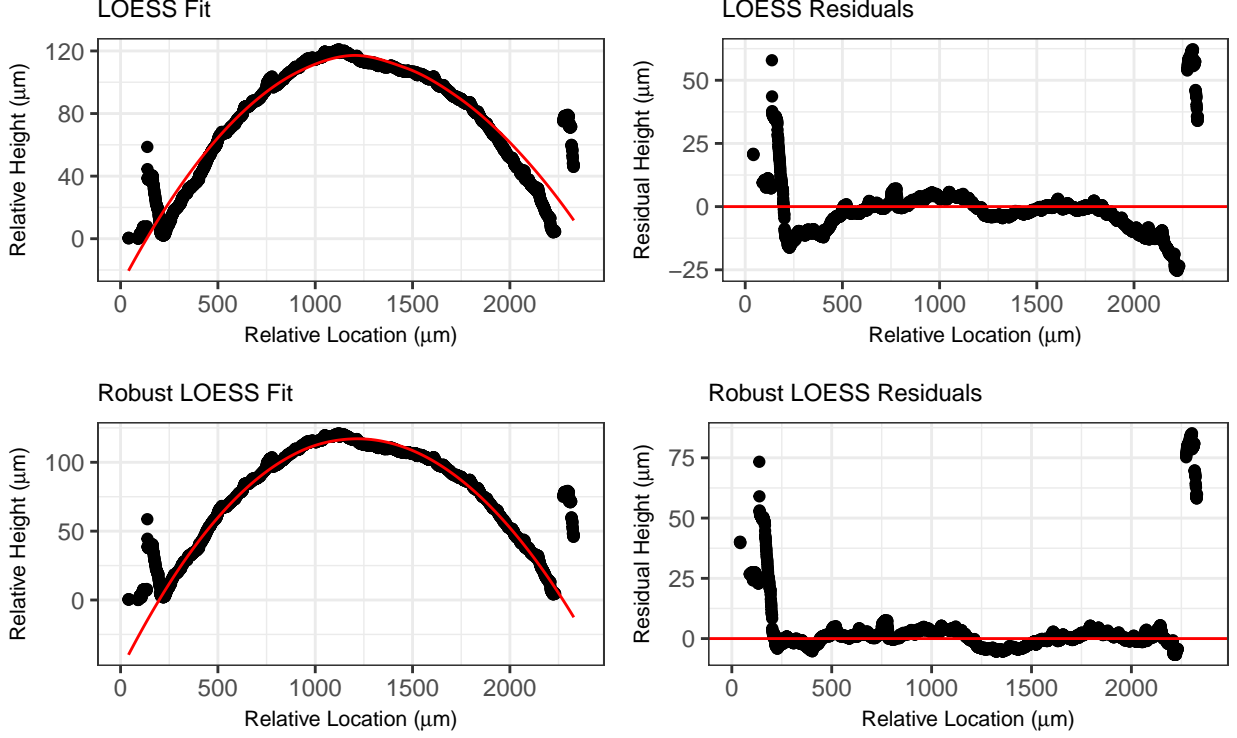 LOESS Fit
Relative Height (μm)
120
80
40
0
0 500 1000 1500 2000
Relative Location (μm)
LOESS Residuals
Residual Height (μm)
50
25
0
−25
0 500 1000 1500 2000
Relative Location (μm)
Robust LOESS Fit
Relative Height (μm)
100
50
0
0 500 1000 1500 2000
Relative Location (μm)
Robust LOESS Residuals
Residual Height (μm)
75
50
25
0
0 500 1000 1500 2000
Relative Location (μm)